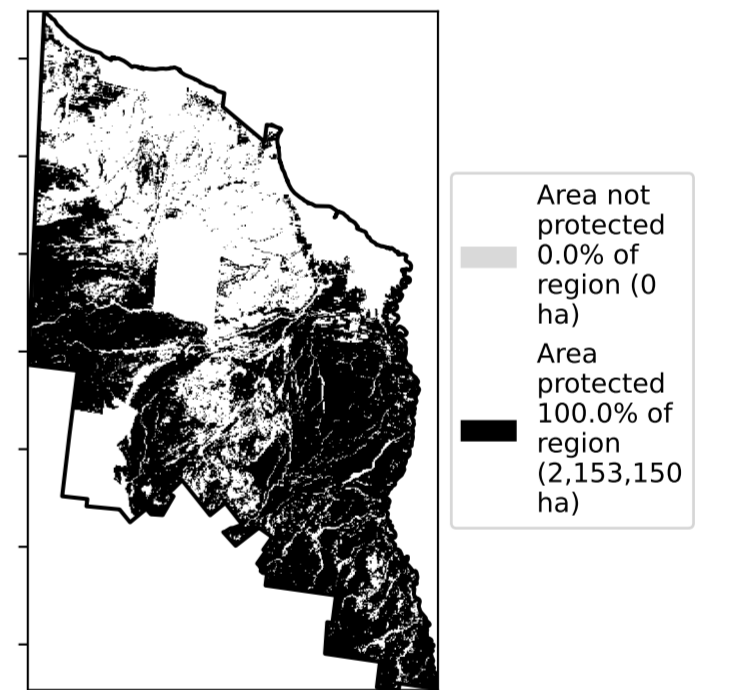 Area not
protected
0.0% of
region (0
ha)
Area
protected
100.0% of
region
(2,153,150
ha)